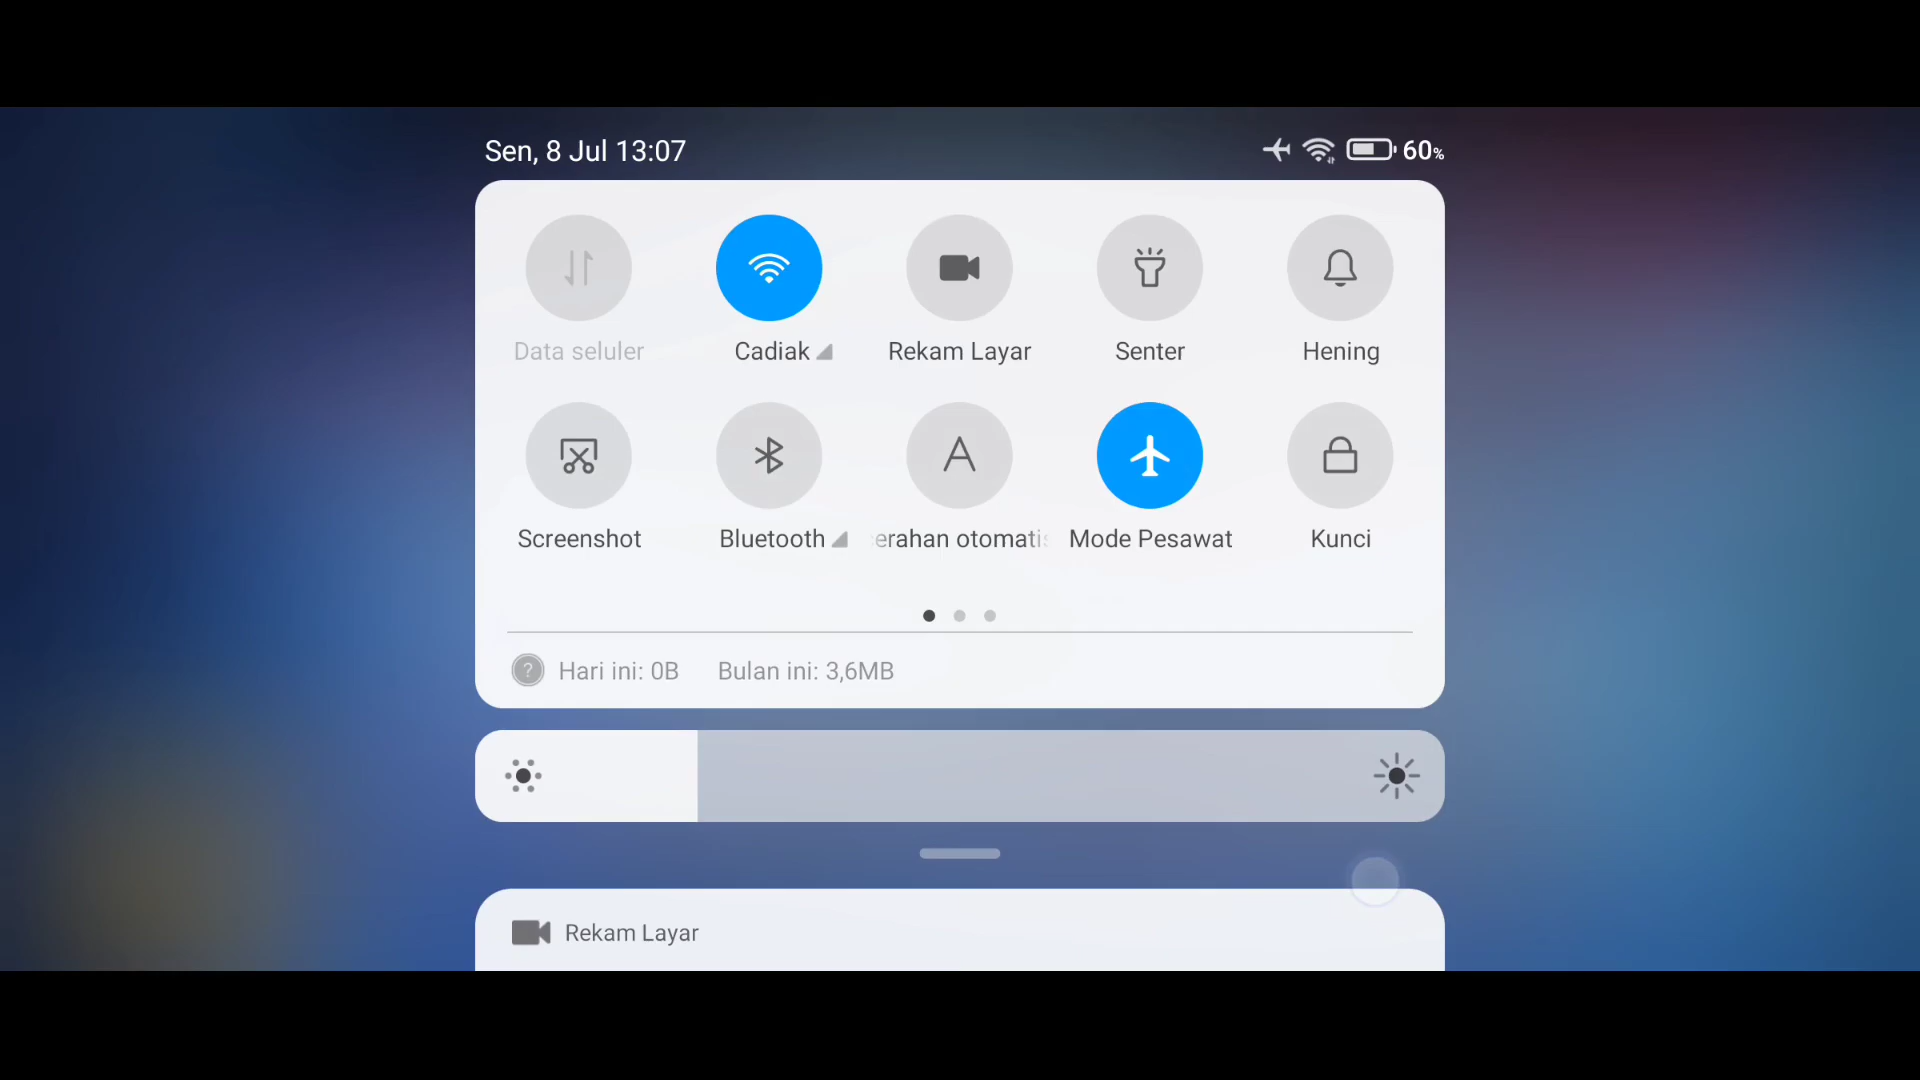 Sen, 8 Jul 13:07
60%
Data seluler
Cadiak
Rekam Layar
Senter
Hening
Screenshot
Bluetooth
erahan otomatis
Mode Pesawat
Kunci
? Hari ini: 0B Bulan ini: 3,6MB
Rekam Layar